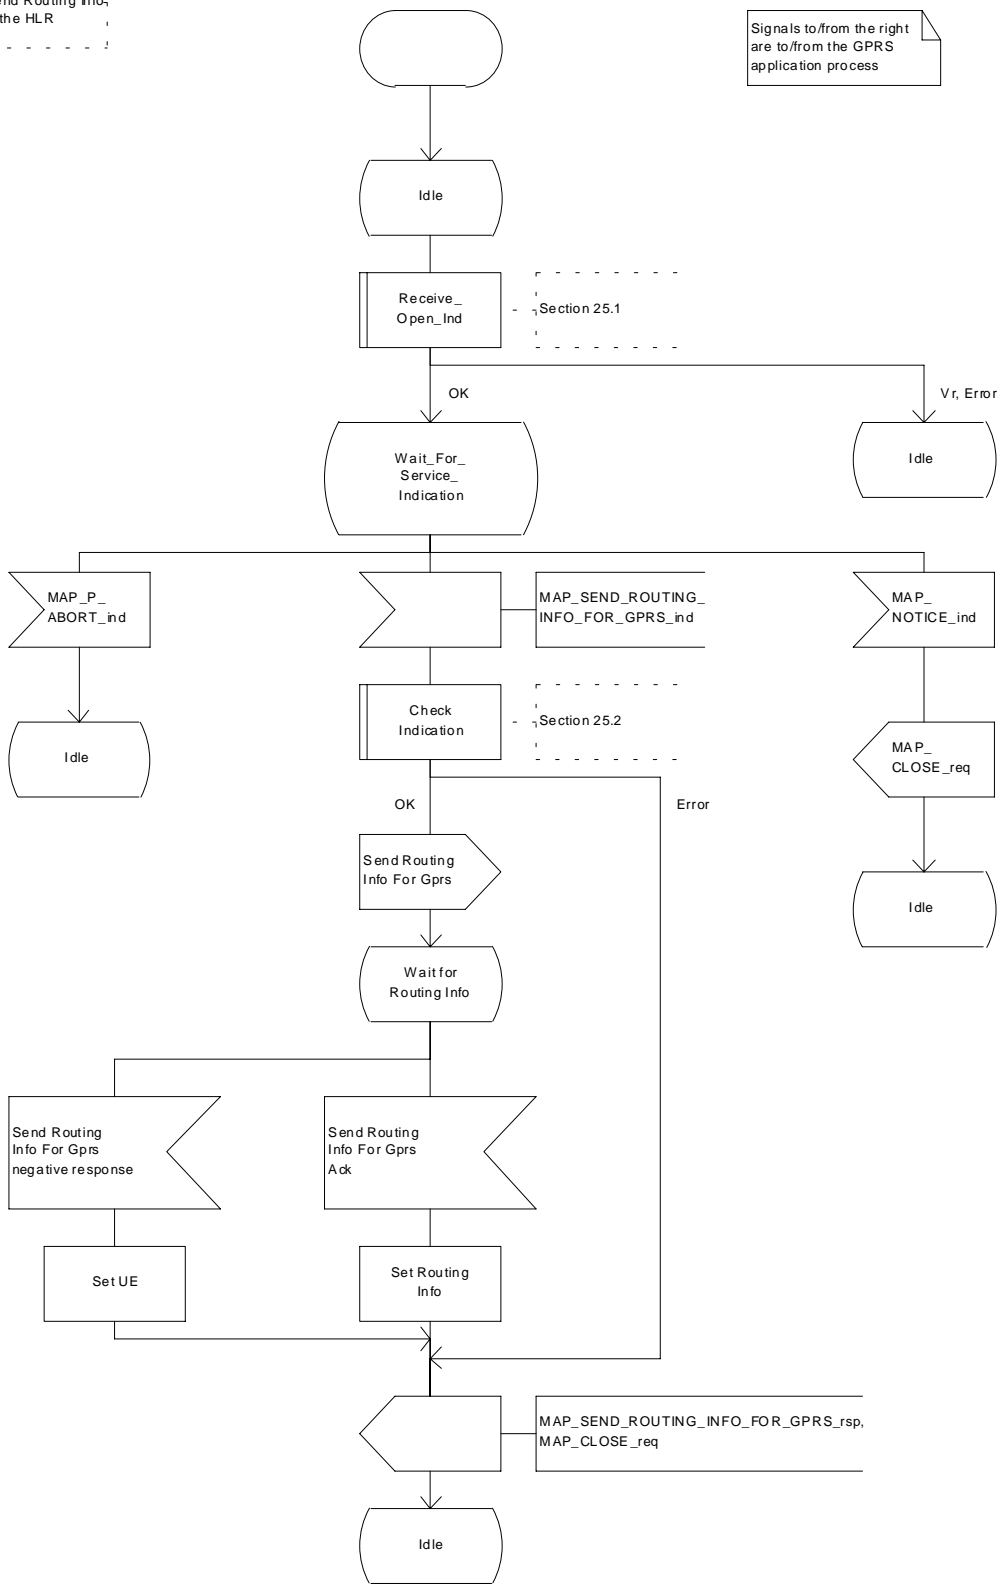 the HLR
Signals to/from the right
are to/from the GPRS
application process
Idle
Receive_
Open_Ind
Section 25.1
OK
Vr, Error
Wait_For_
Service_
Indication
Idle
MAP_P_
ABORT_ind
MAP_SEND_ROUTING_
INFO_FOR_GPRS_ind
MAP_
NOTICE_ind
Check
Indication
Section 25.2
Idle
MAP_
CLOSE_req
OK
Error
Send Routing
Info For Gprs
Idle
Wait for
Routing Info
Send Routing
Info For Gprs
negative response
Send Routing
Info For Gprs
Ack
Set UE
Set Routing
Info
MAP_SEND_ROUTING_INFO_FOR_GPRS_rsp,
MAP_CLOSE_req
Idle